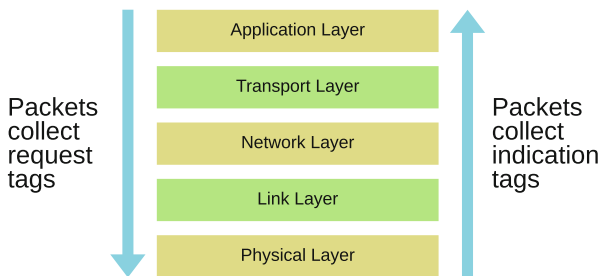 Application Layer
Transport Layer
Network Layer
Link Layer
Physical Layer
Packets
collect
request
tags
Packets
collect
indication
tags